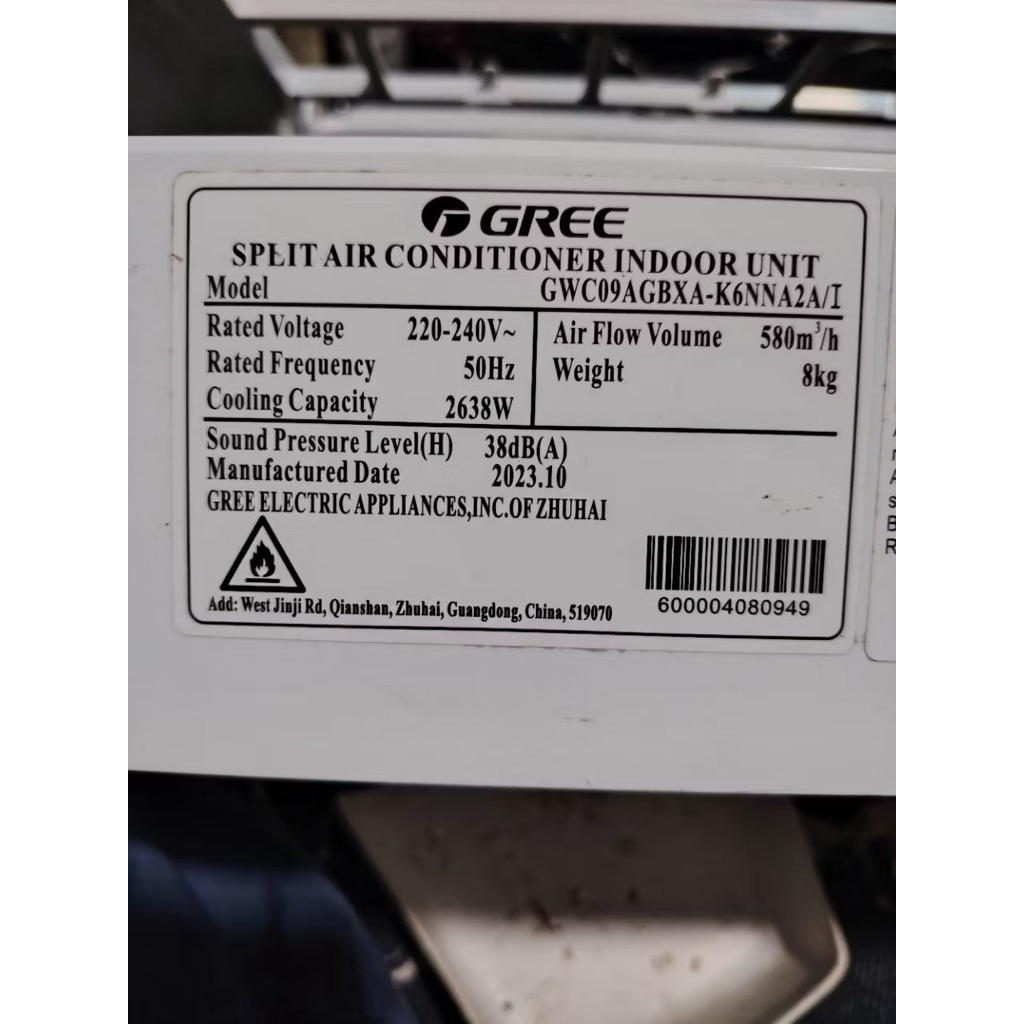 GREE
SPLIT AIR CONDITIONER INDOOR UNIT
Model GWC09AGBXA-K6NNA2A/I
Rated Voltage 220-240V~
Rated Frequency 50Hz
Cooling Capacity 2638W
Air Flow Volume 580m³/h
Weight 8kg
Sound Pressure Level(H) 38dB(A)
Manufactured Date 2023.10
GREE ELECTRIC APPLIANCES,INC.OF ZHUHAI
Add: West Jinji Rd, Qianshan, Zhuhai, Guangdong, China, 519070
600004080949